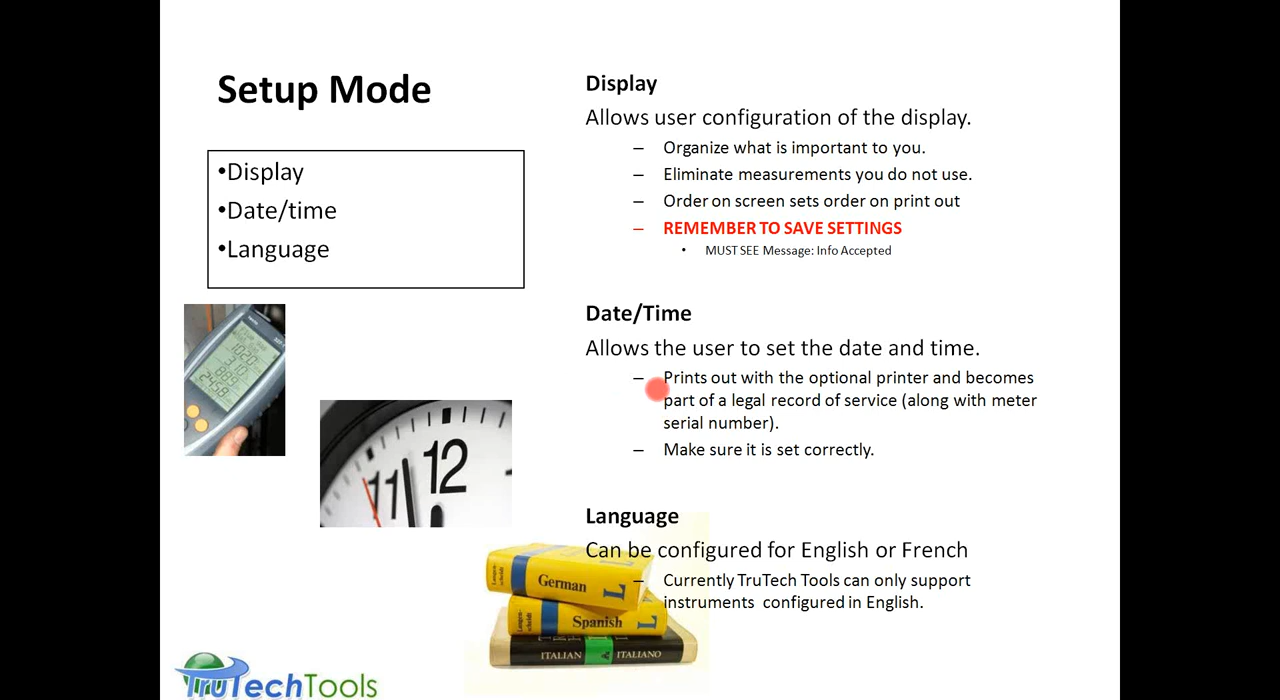 Setup Mode
•Display
•Date/time
•Language
Display
Allows user configuration of the display.
– Organize what is important to you.
– Eliminate measurements you do not use.
– Order on screen sets order on print out
– REMEMBER TO SAVE SETTINGS
• MUST SEE Message: Info Accepted
Date/Time
Allows the user to set the date and time.
– Prints out with the optional printer and becomes
part of a legal record of service (along with meter
serial number).
– Make sure it is set correctly.
Language
Can be configured for English or French
– Currently TruTech Tools can only support
instruments configured in English.
12
11
German
L
Spanish
L
ITALIAN ITALIANO
TruTechTools